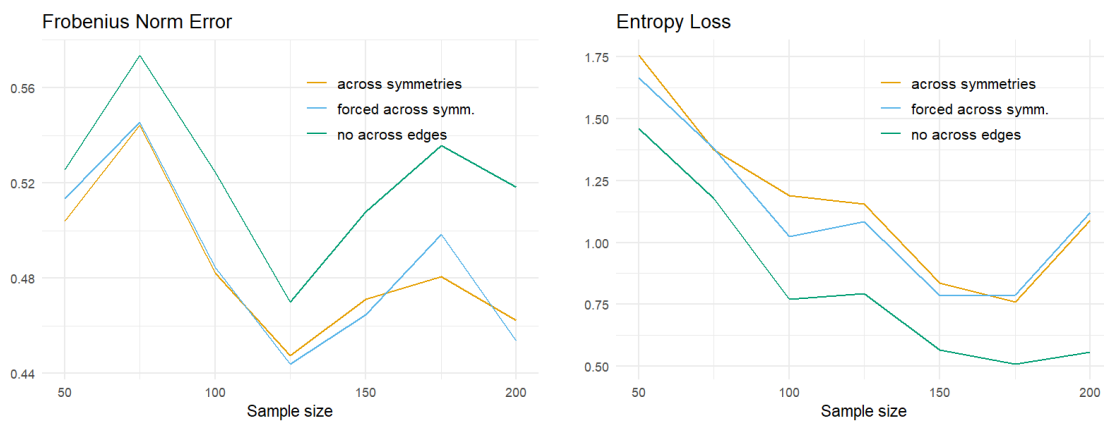 Frobenius Norm Error
across symmetries
forced across symm.
no across edges
0.56
0.52
0.48
0.44
50 100 150 200
Sample size
Entropy Loss
across symmetries
forced across symm.
no across edges
1.75
1.50
1.25
1.00
0.75
0.50
50 100 150 200
Sample size